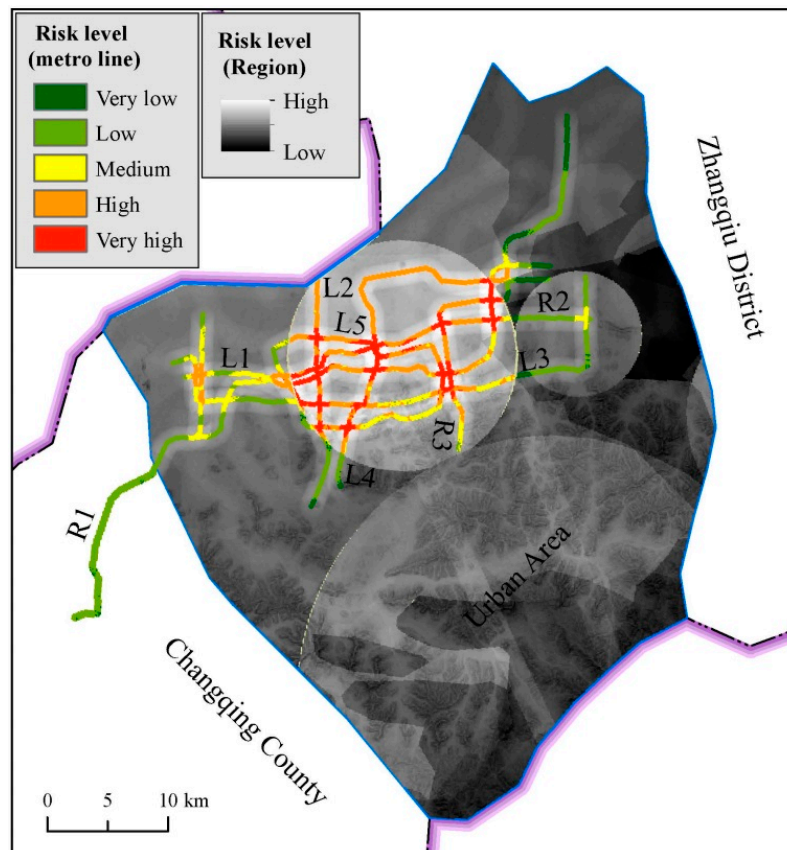 Risk level
(metro line)
Very low
Low
Medium
High
Very high
Risk level
(Region)
High
Low
Zhangqiu District
L2
L5
R2
L1
L3
R3
L4
R1
Urban Area
Changqing County
0 5 10 km